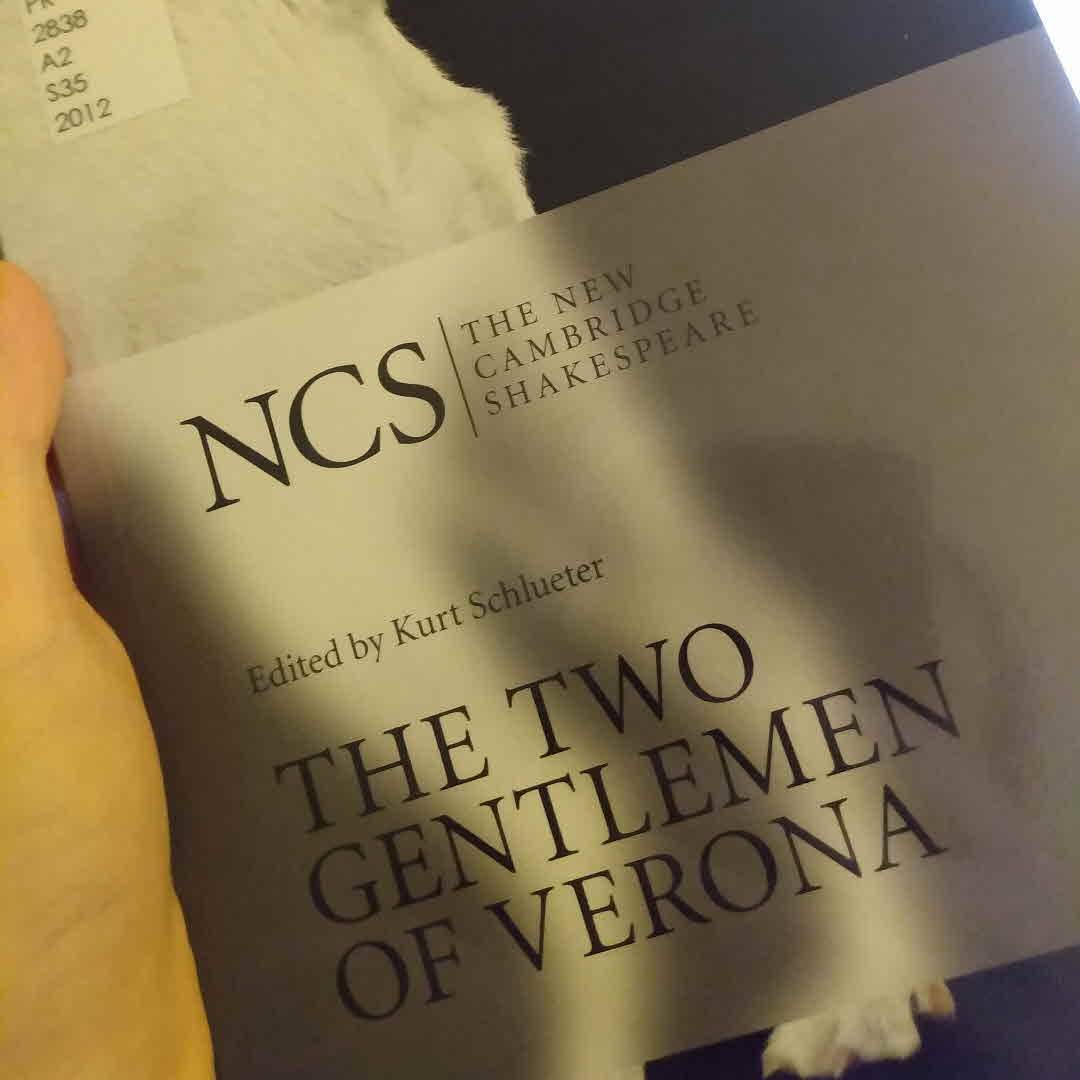 PR
2838
A2
S35
2012
NCS
THE NEW
CAMBRIDGE
SHAKESPEARE
Edited by Kurt Schlueter
THE TWO
GENTLEMEN
OF VERONA